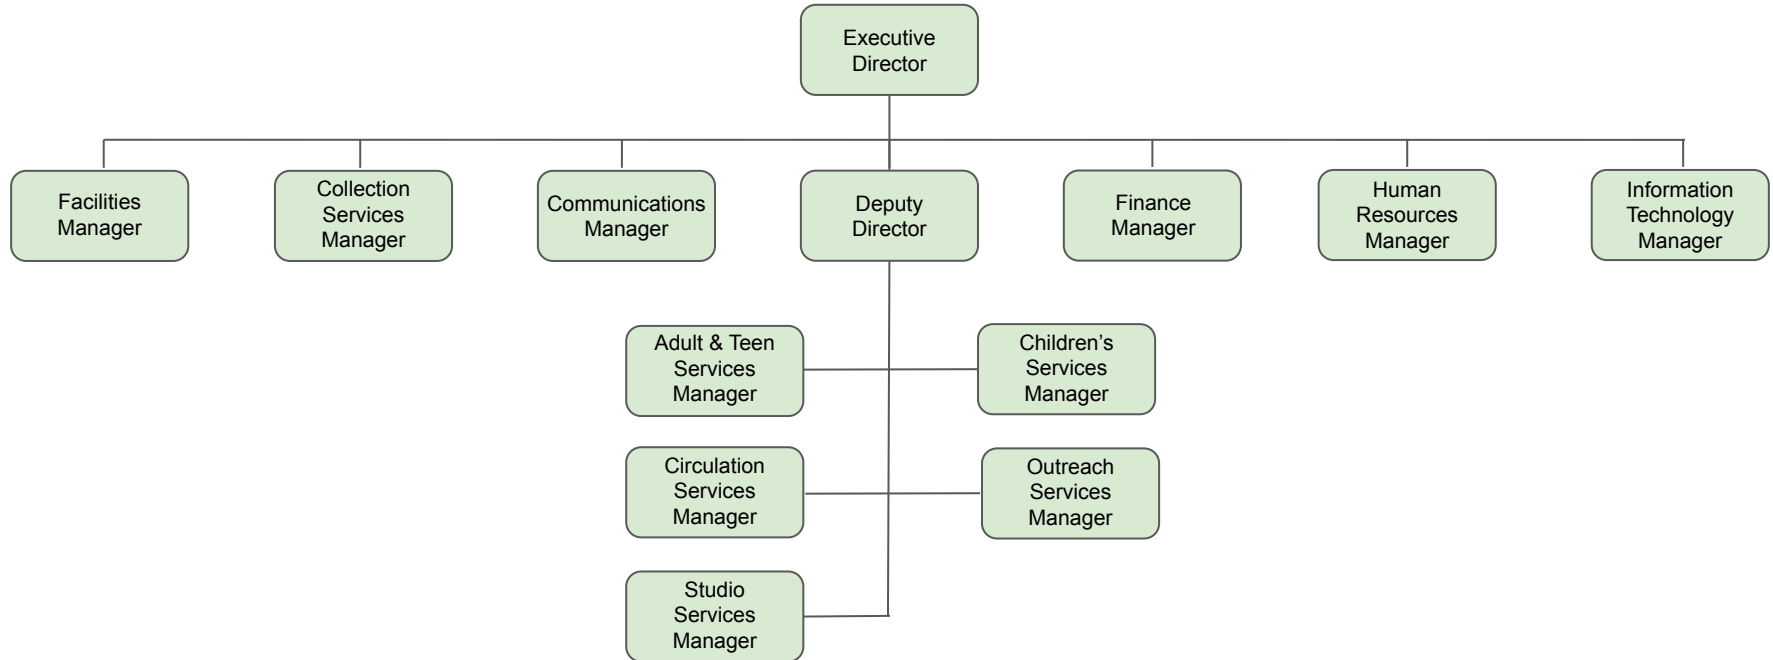 Executive
Director
Facilities
Manager
Collection
Services
Manager
Communications
Manager
Deputy
Director
Finance
Manager
Human
Resources
Manager
Information
Technology
Manager
Adult & Teen
Services
Manager
Children’s
Services
Manager
Circulation
Services
Manager
Outreach
Services
Manager
Studio
Services
Manager